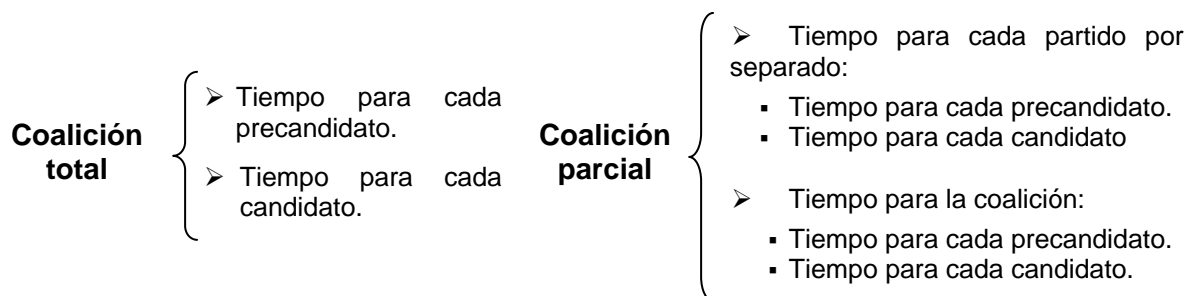 Coalición
total
➢ Tiempo para cada
precandidato.
➢ Tiempo para cada
candidato.
Coalición
parcial
➢ Tiempo para cada partido por
separado:
▪ Tiempo para cada precandidato.
▪ Tiempo para cada candidato
➢ Tiempo para la coalición:
▪ Tiempo para cada precandidato.
▪ Tiempo para cada candidato.